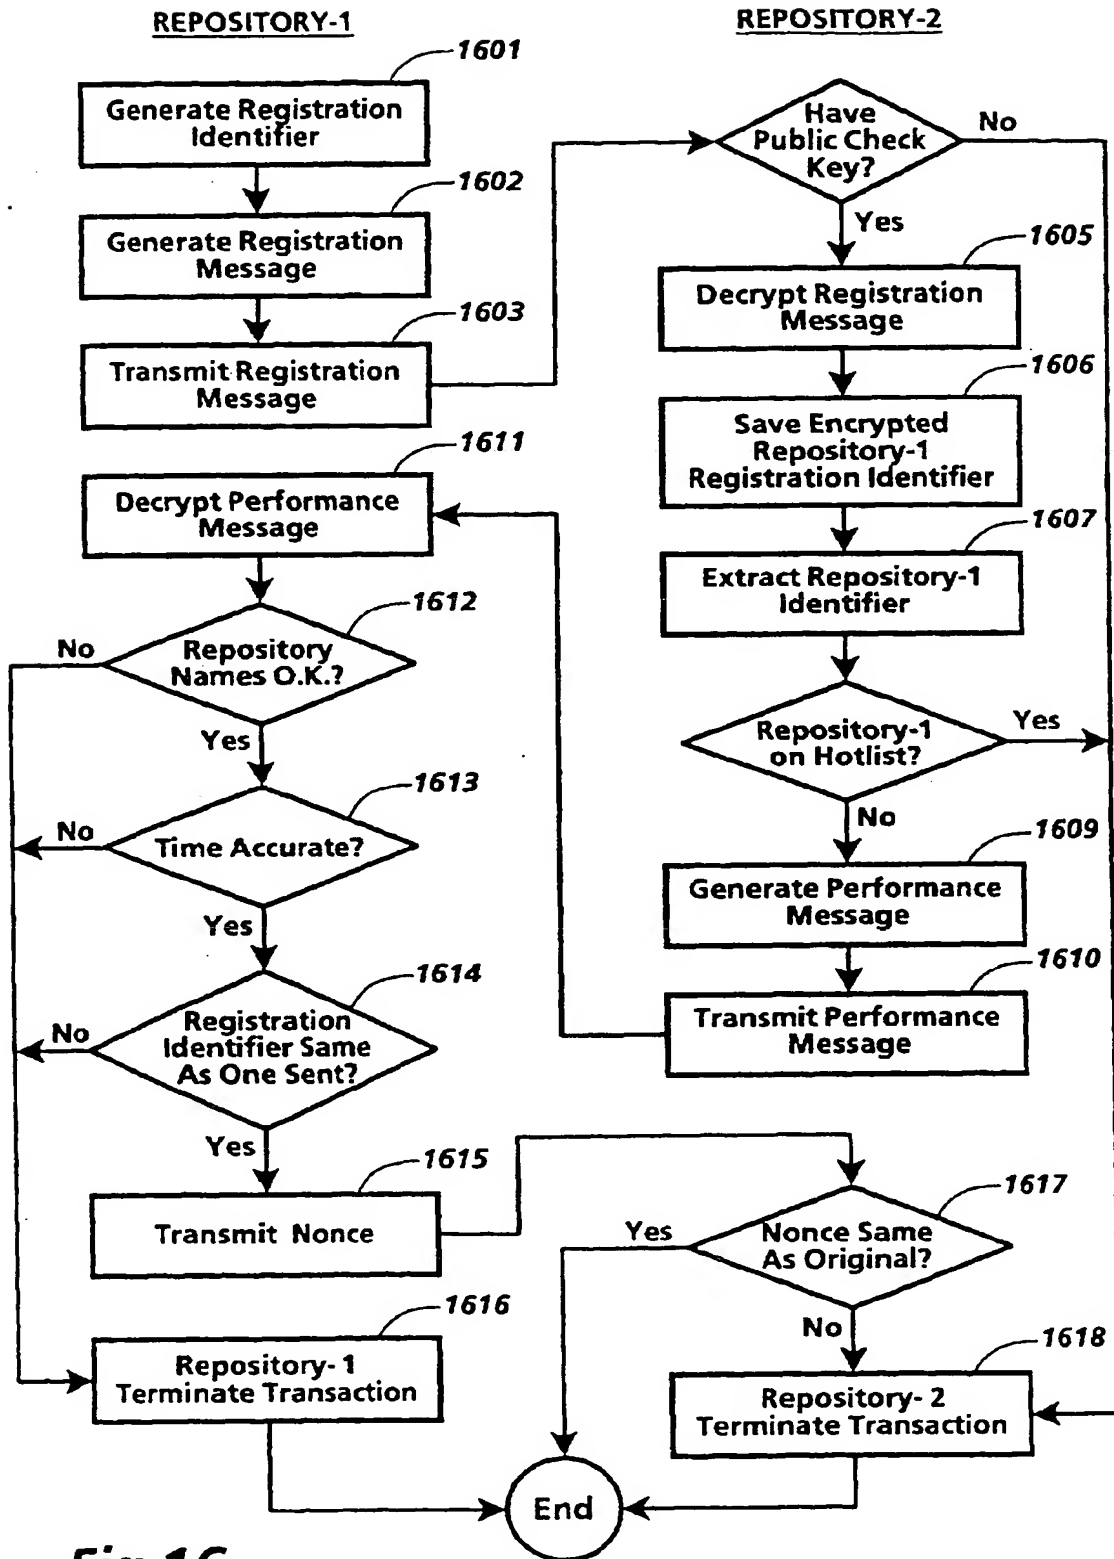 REPOSITORY-1
1601
Generate Registration
Identifier
1602
Generate Registration
Message
1603
Transmit Registration
Message
1611
Decrypt Performance
Message
1612
No
Repository
Names O.K.?
Yes
1613
No
Time Accurate?
Yes
1614
No
Registration
Identifier Same
As One Sent?
Yes
1615
Transmit Nonce
1616
Repository- 1
Terminate Transaction
REPOSITORY-2
Have
Public Check
Key?
No
Yes
1605
Decrypt Registration
Message
1606
Save Encrypted
Repository-1
Registration Identifier
1607
Extract Repository-1
Identifier
Repository-1
on Hotlist?
Yes
No
1609
Generate Performance
Message
1610
Transmit Performance
Message
1617
Yes
Nonce Same
As Original?
No
1618
Repository- 2
Terminate Transaction
End
Fig.16